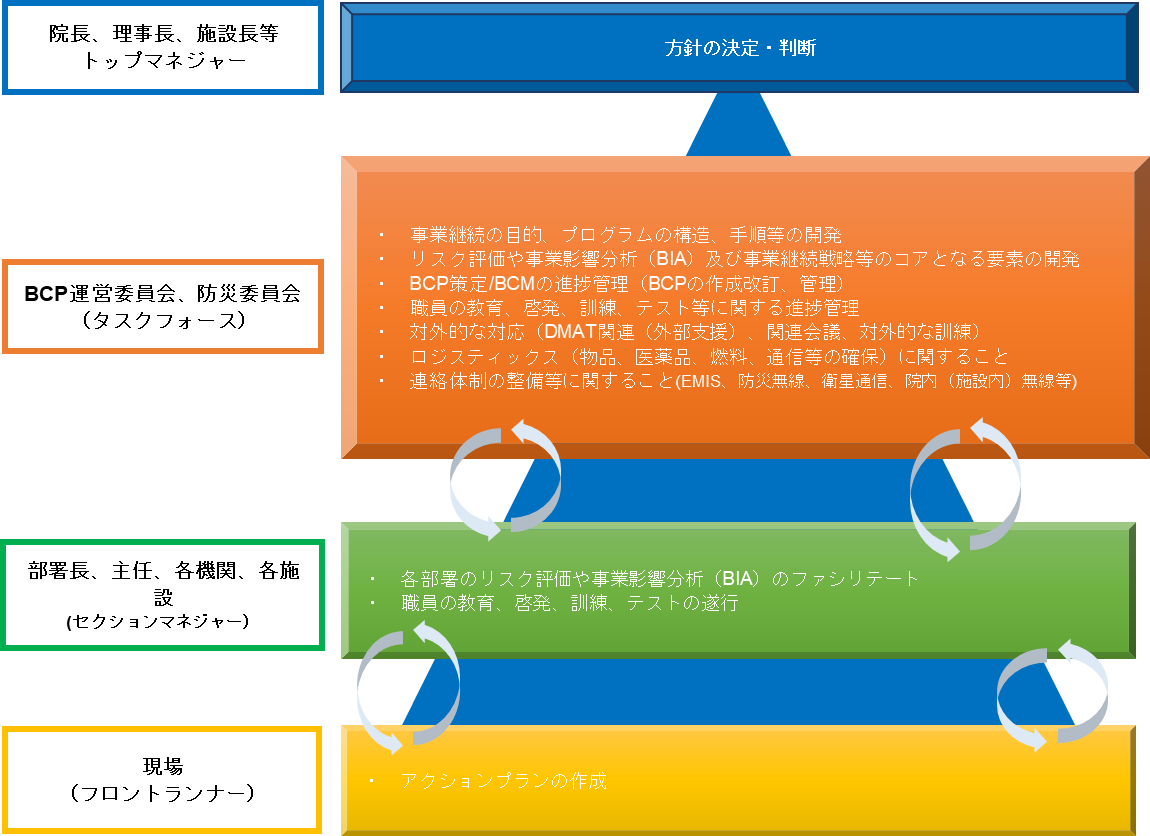 院長、理事長、施設長等
トップマネジャー
方針の決定・判断
BCP運営委員会、防災委員会
（タスクフォース）
・ 事業継続の目的、プログラムの構造、手順等の開発
・ リスク評価や事業影響分析（BIA）及び事業継続戦略等のコアとなる要素の開発
・ BCP策定/BCMの進捗管理（BCPの作成改訂、管理）
・ 職員の教育、啓発、訓練、テスト等に関する進捗管理
・ 対外的な対応（DMAT関連（外部支援）、関連会議、対外的な訓練）
・ ロジスティックス（物品、医薬品、燃料、通信等の確保）に関すること
・ 連絡体制の整備等に関すること(EMIS、防災無線、衛星通信、院内（施設内）無線等)
部署長、主任、各機関、各施
設
(セクションマネジャー）
・ 各部署のリスク評価や事業影響分析（BIA）のファシリテート
・ 職員の教育、啓発、訓練、テストの遂行
現場
（フロントランナー）
・ アクションプランの作成